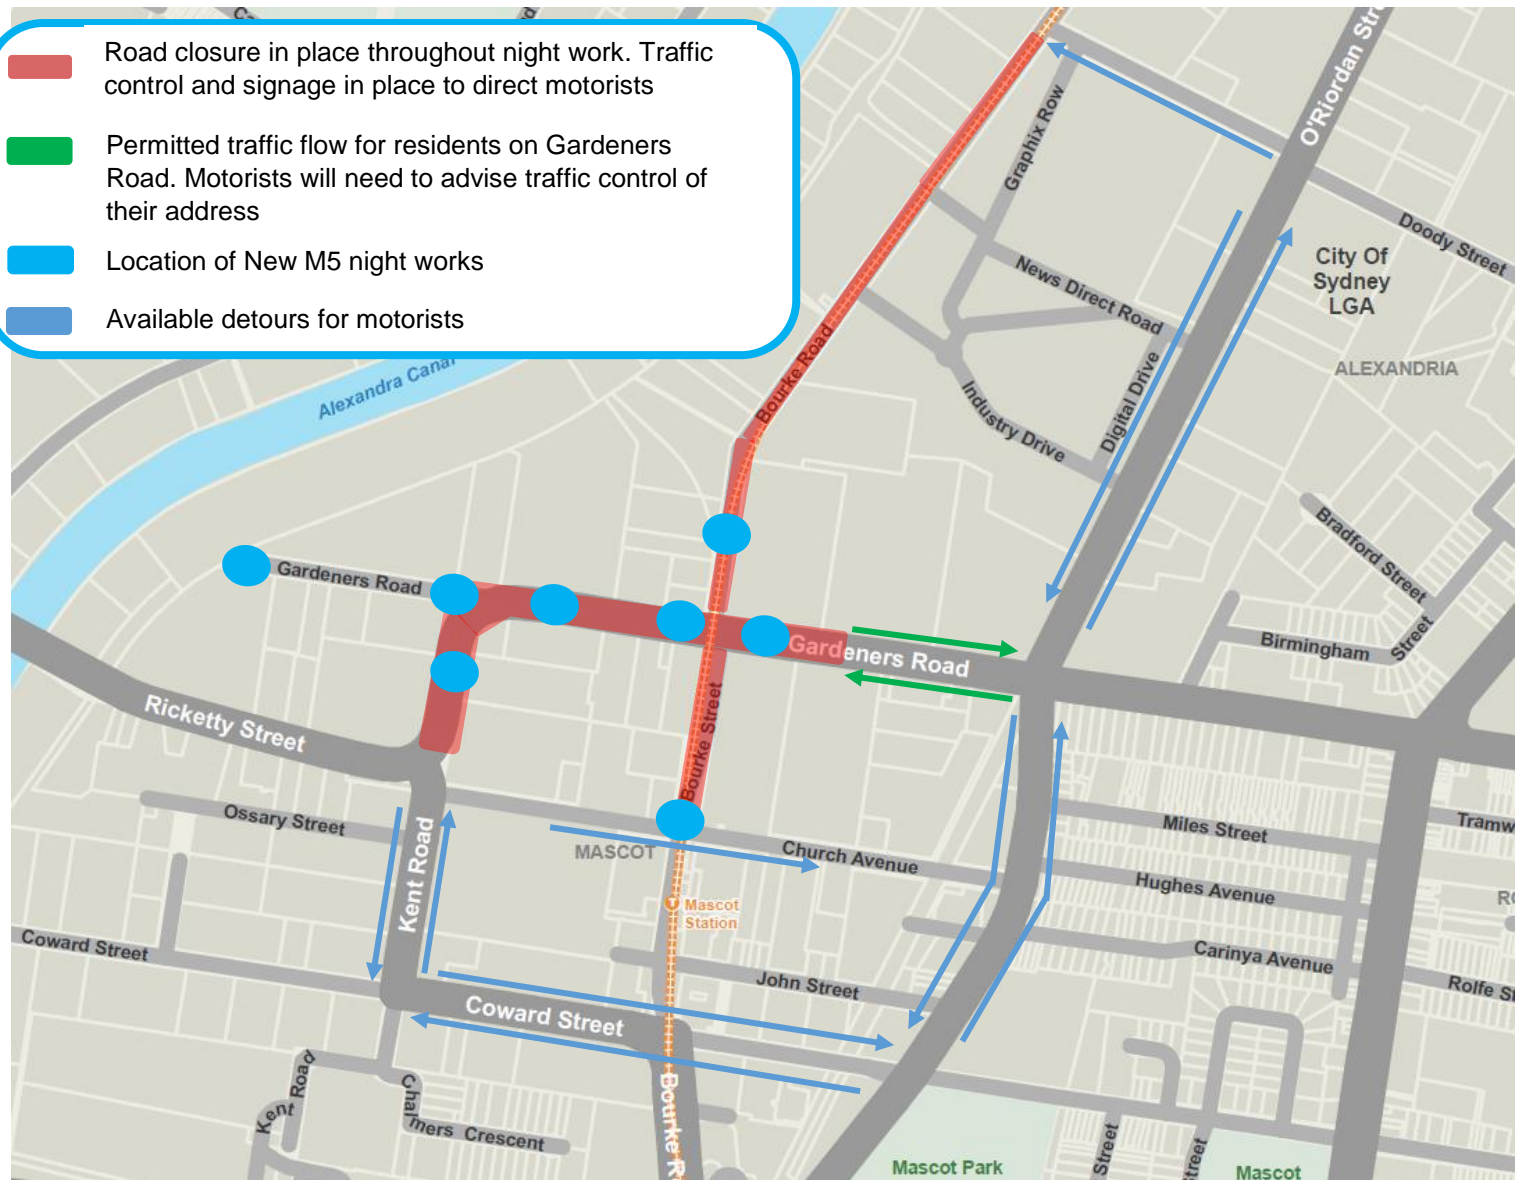 Road closure in place throughout night work. Traffic
control and signage in place to direct motorists
Permitted traffic flow for residents on Gardeners
Road. Motorists will need to advise traffic control of
their address
Location of New M5 night works
Available detours for motorists
O'Riordan Str
Graphix Row
Doody Street
City Of
Sydney
LGA
News Direct Road
ALEXANDRIA
Bourke Road
Digital Drive
Alexandra Canal
Industry Drive
Bradford Street
Gardeners Road
Birmingham
Street
Gardeners Road
Bourke Street
Ricketty Street
Ossary Street
Kent Road
MASCOT
Church Avenue
Miles Street
Tramw
Hughes Avenue
Mascot
Station
Coward Street
Carinya Avenue
John Street
Rolfe St
Coward Street
Kent Road
Chalmers Crescent
Bourke R
Street
Street
Mascot Park
Mascot